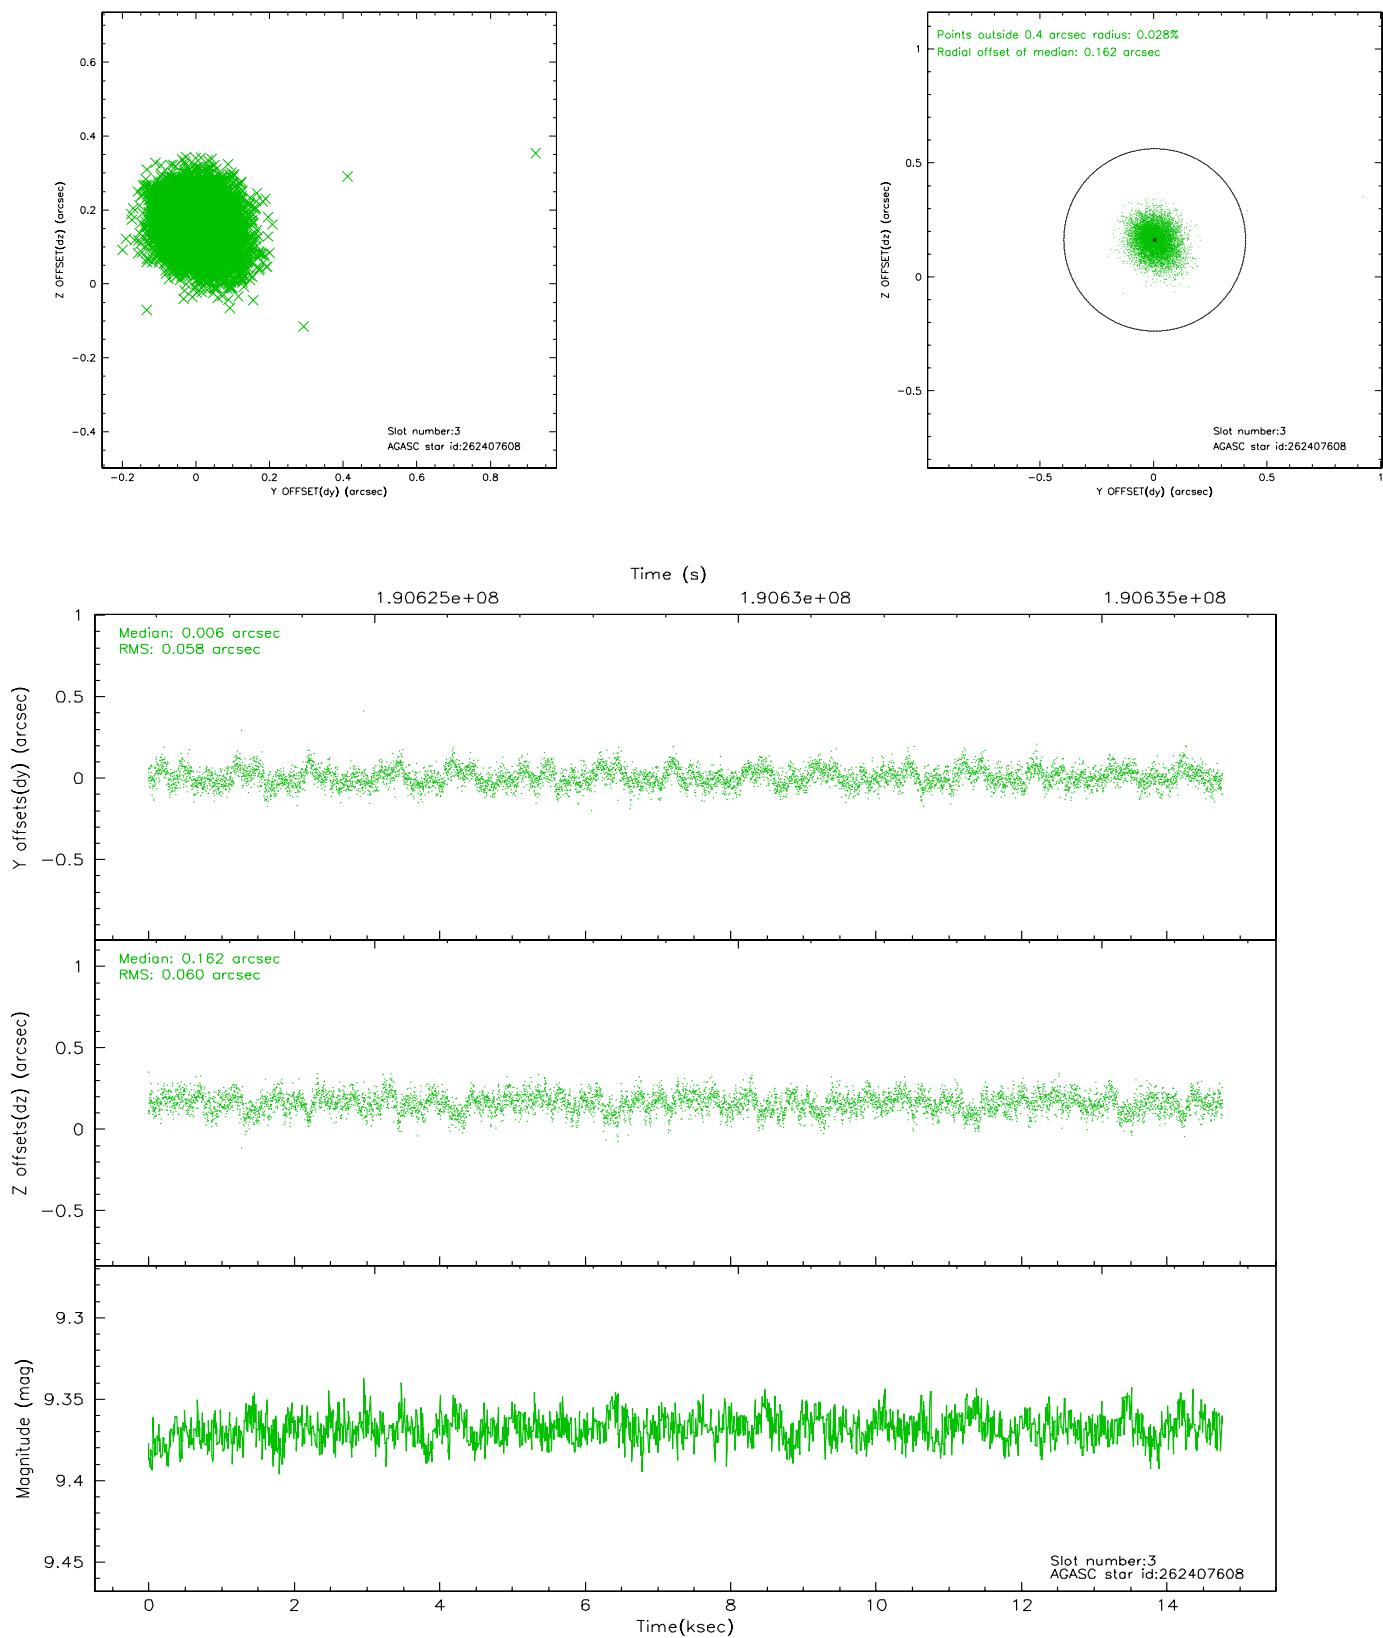 0.6
0.4
0.2
0
−0.2
−0.4
Z OFFSET(dz) (arcsec)
Slot number:3
AGASC star id:262407608
−0.2 0 0.2 0.4 0.6 0.8
Y OFFSET(dy) (arcsec)
Points outside 0.4 arcsec radius: 0.028%
Radial offset of median: 0.162 arcsec
1
0.5
0
−0.5
Z OFFSET(dz) (arcsec)
Slot number:3
AGASC star id:262407608
−0.5 0 0.5 1
Y OFFSET(dy) (arcsec)
Time (s)
1.90625e+08 1.9063e+08 1.90635e+08
Median: 0.006 arcsec
RMS: 0.058 arcsec
1
0.5
0
−0.5
Y offsets(dy) (arcsec)
Median: 0.162 arcsec
RMS: 0.060 arcsec
1
0.5
0
−0.5
Z offsets(dz) (arcsec)
9.3
9.35
9.4
9.45
Magnitude (mag)
Slot number:3
AGASC star id:262407608
0 2 4 6 8 10 12 14
Time(ksec)